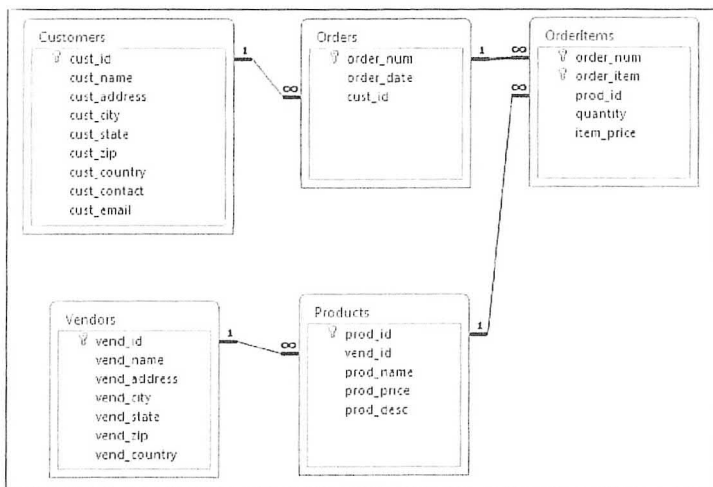 Customers
cust_id
cust_name
cust_address
cust_city
cust_state
cust_zip
cust_country
cust_contact
cust_email
1
∞
Orders
order_num
order_date
cust_id
1
∞
OrderItems
order_num
order_item
prod_id
quantity
item_price
∞
Vendors
vend_id
vend_name
vend_address
vend_city
vend_state
vend_zip
vend_country
1
∞
Products
prod_id
vend_id
prod_name
prod_price
prod_desc
1